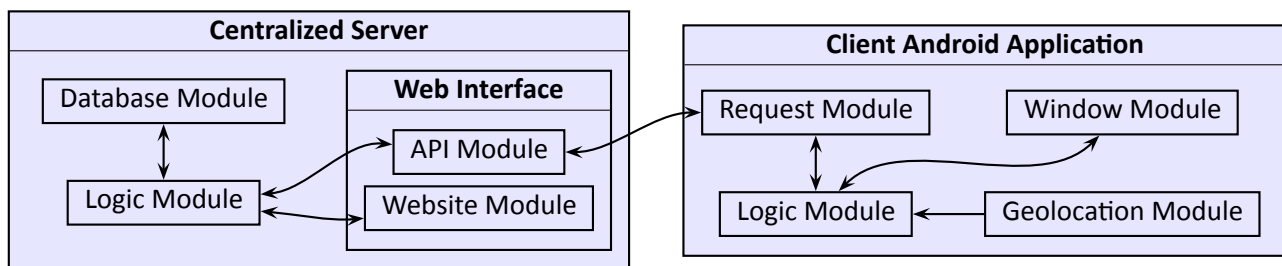 Centralized Server
Database Module
Logic Module
Web Interface
API Module
Website Module
Client Android Application
Request Module
Window Module
Logic Module
Geolocation Module